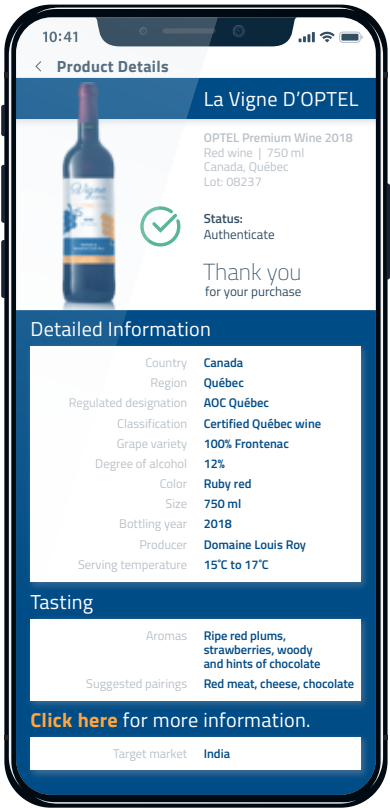 10:41
Product Details
La Vigne D'OPTEL
OPTEL Premium Wine 2018
Red wine | 750 ml
Canada, Québec
Lot: 08237
Vigne
Status:
Authenticate
Thank you
for your purchase
Detailed Information
Country Canada
Region Québec
Regulated designation AOC Québec
Classification Certified Québec wine
Grape variety 100% Frontenac
Degree of alcohol 12%
Color Ruby red
Size 750 ml
Bottling year 2018
Producer Domaine Louis Roy
Serving temperature 15˚C to 17˚C
Tasting
Aromas Ripe red plums,
strawberries, woody
and hints of chocolate
Suggested pairings Red meat, cheese, chocolate
Click here for more information.
Target market India